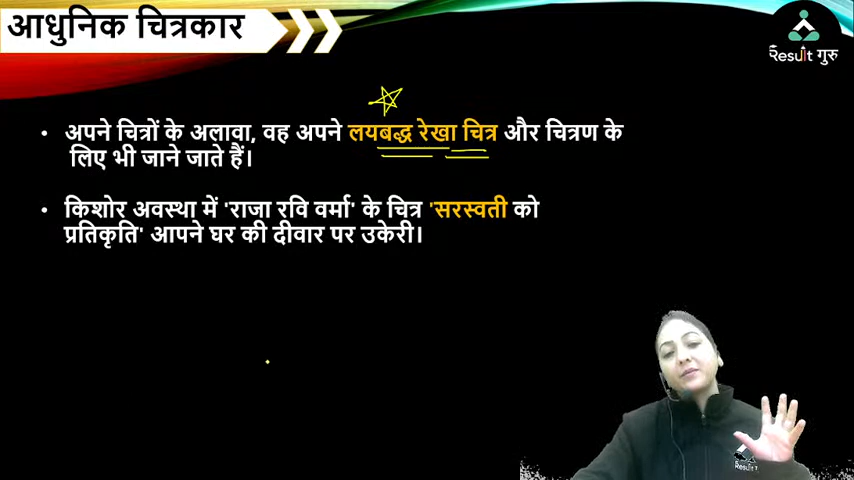 आधुनिक चित्रकार
Result गुरु
• अपने चित्रों के अलावा, वह अपने लयबद्ध रेखा चित्र और चित्रण के
लिए भी जाने जाते हैं।
• किशोर अवस्था में 'राजा रवि वर्मा' के चित्र 'सरस्वती को
प्रतिकृति' आपने घर की दीवार पर उकेरी।